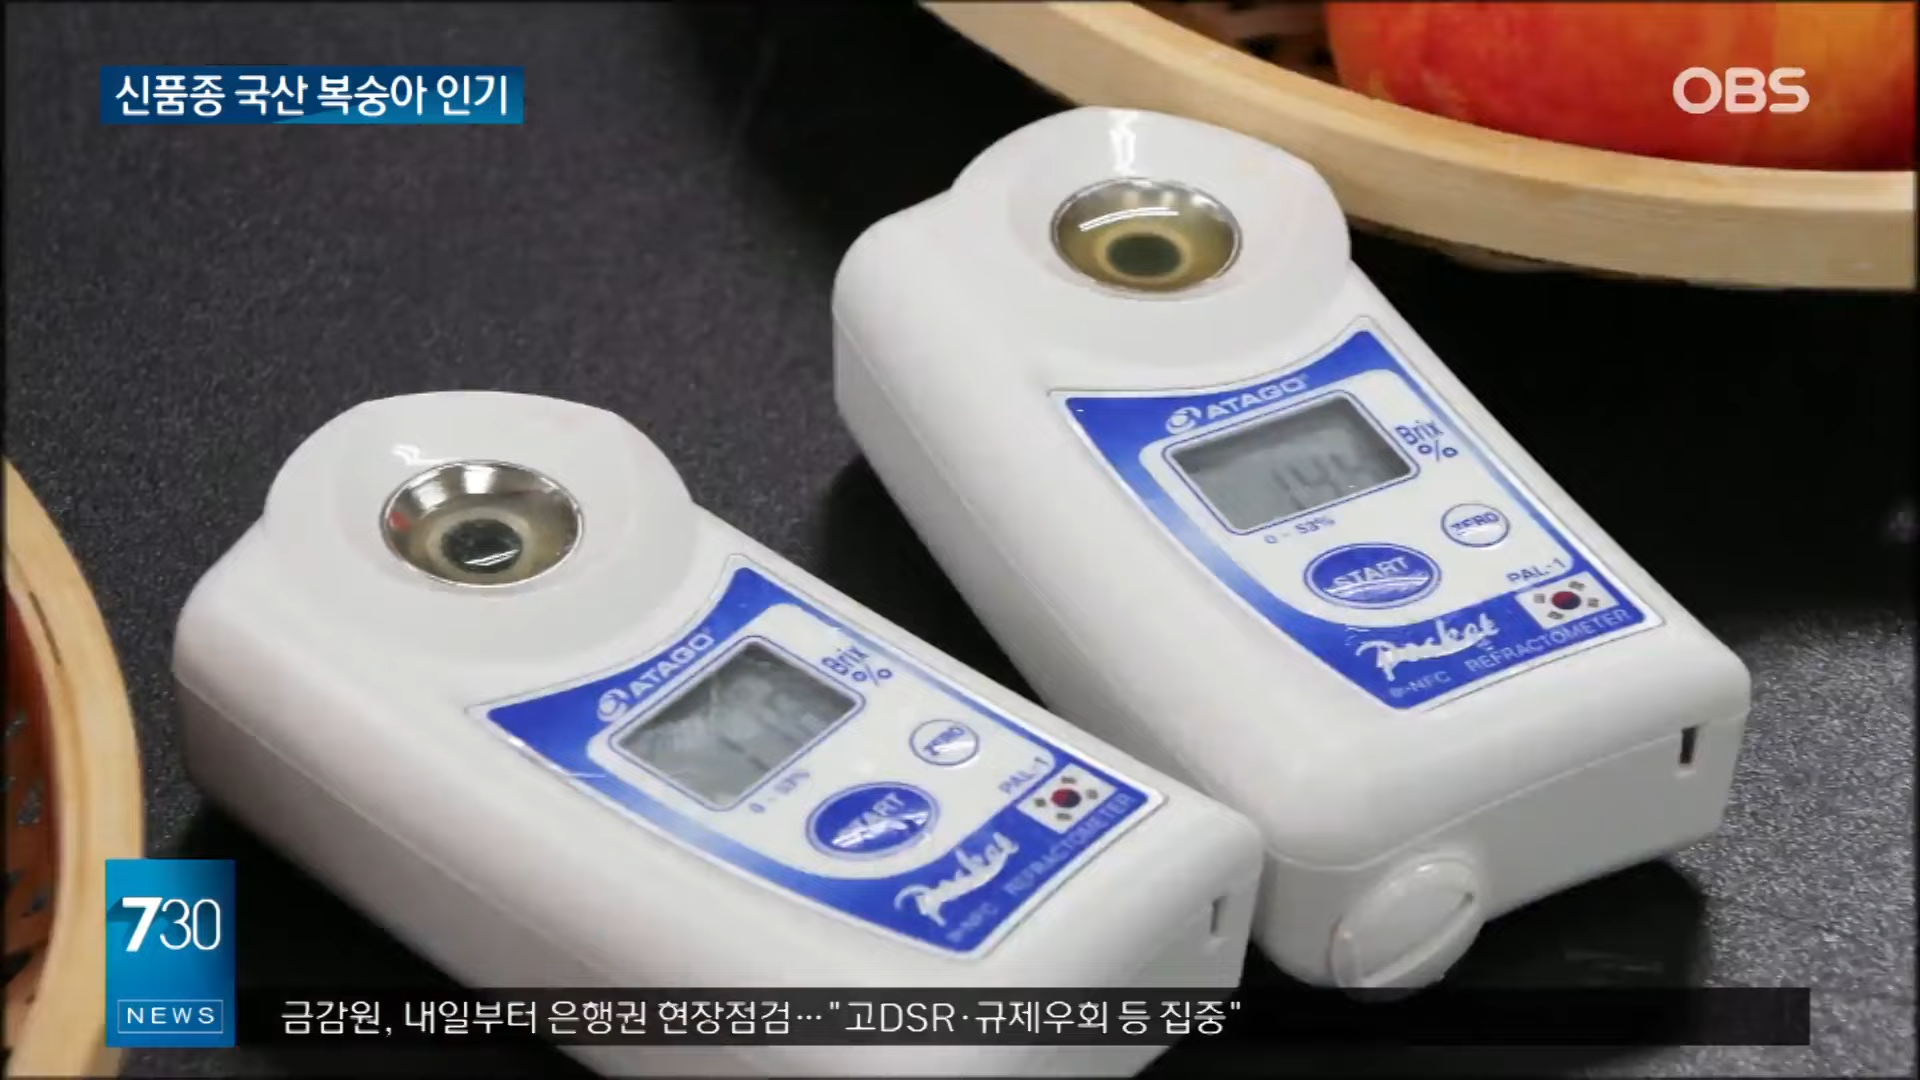 신품종 국산 복숭아 인기
OBS
ATAGO
Brix
%
0 - 53%
ZERO
START
PAL-1
Pocket
REFRACTOMETER
ATAGO
Brix
%
0 - 53%
ZERO
START
PAL-1
Pocket
REFRACTOMETER
730
NEWS
금감원, 내일부터 은행권 현장점검…"고DSR·규제우회 등 집중"